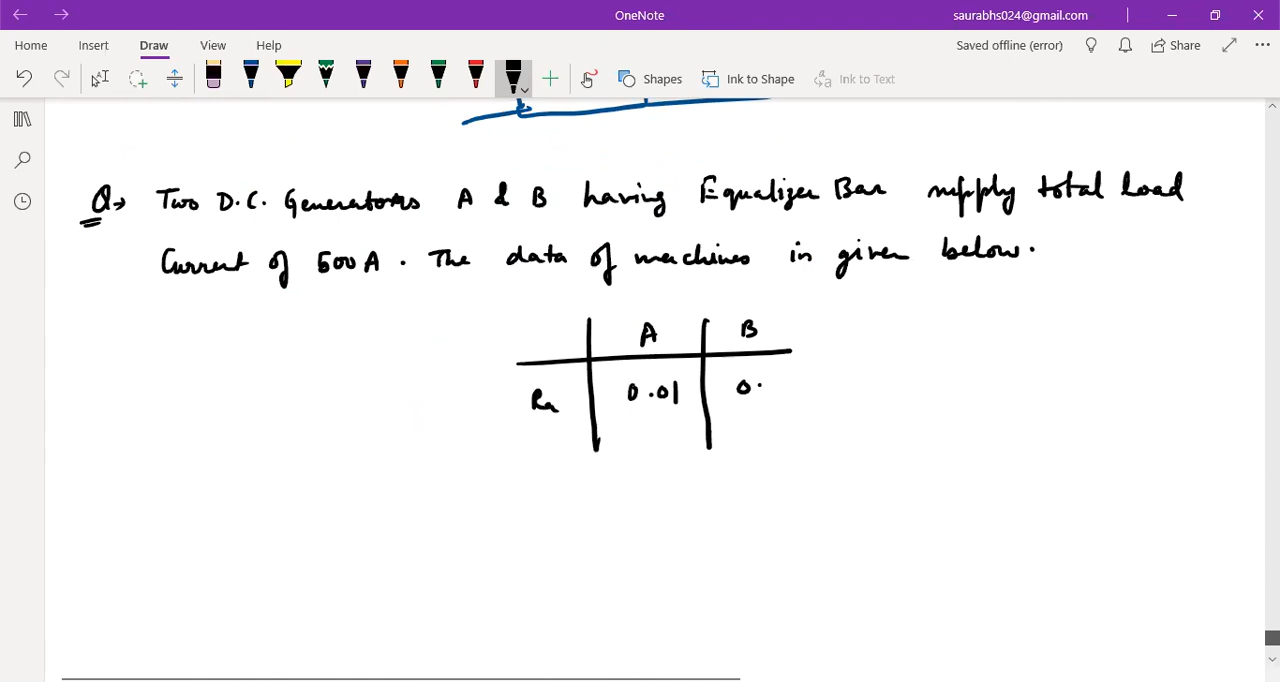 OneNote
saurabhs024@gmail.com
Home Insert Draw View Help
Saved offline (error) Share
Shapes Ink to Shape Ink to Text
Q→ Two D.C. Generators A & B having Equalizer Bar supply total load
Current of 500A. The data of machines in given below.
A B
Ra 0.01 0.